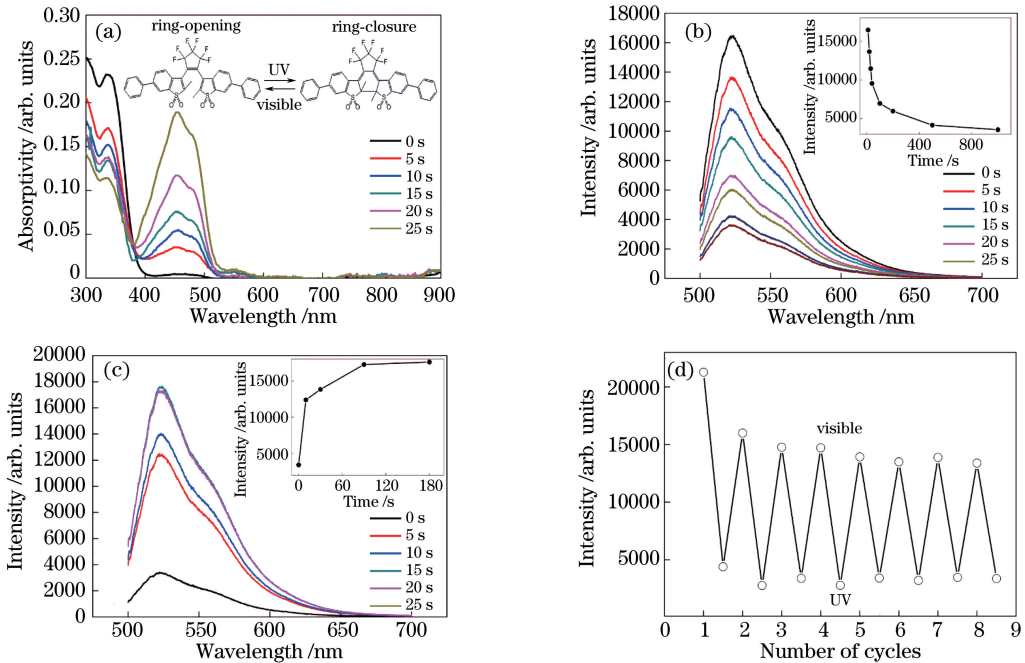 (a)
ring-opening
ring-closure
F F F F F F
F F F F F F
UV
visible
S
O O
S
O O
S
O O
S
O O
0.30
0.25
0.20
0.15
0.10
0.05
0
Absorptivity /arb. units
0 s
5 s
10 s
15 s
20 s
25 s
300 400 500 600 700 800 900
Wavelength /nm
(b)
18000
16000
14000
12000
10000
8000
6000
4000
2000
0
Intensity /arb. units
15000
10000
5000
Intensity /arb. units
0 400 800
Time /s
0 s
5 s
10 s
15 s
20 s
25 s
500 550 600 650 700
Wavelength /nm
(c)
20000
18000
16000
14000
12000
10000
8000
6000
4000
2000
0
Intensity /arb. units
15000
10000
5000
Intensity /arb. units
0 60 120 180
Time /s
0 s
5 s
10 s
15 s
20 s
25 s
500 550 600 650 700
Wavelength /nm
(d)
20000
15000
10000
5000
Intensity /arb. units
visible
UV
0 1 2 3 4 5 6 7 8 9
Number of cycles